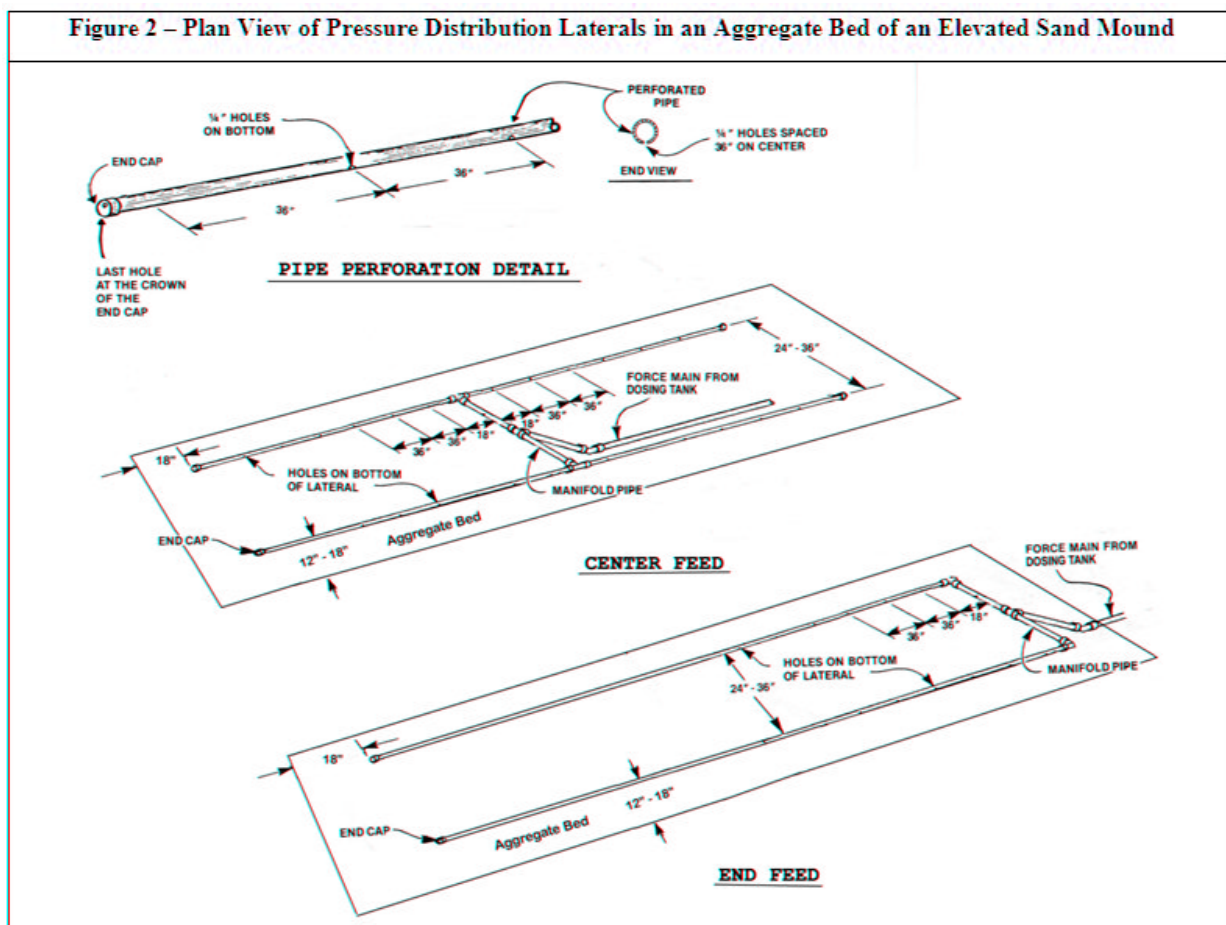 Figure 2 – Plan View of Pressure Distribution Laterals in an Aggregate Bed of an Elevated Sand Mound
PERFORATED
PIPE
¼" HOLES
ON BOTTOM
¼" HOLES SPACED
36" ON CENTER
END CAP
END VIEW
36"
36"
LAST HOLE
AT THE CROWN
OF THE
END CAP
PIPE PERFORATION DETAIL
24" - 36"
FORCE MAIN FROM
DOSING TANK
36"
36"
18"
18"
36"
36"
18"
HOLES ON BOTTOM
OF LATERAL
MANIFOLD PIPE
END CAP
12" - 18"
Aggregate Bed
CENTER FEED
FORCE MAIN FROM
DOSING TANK
36"
36"
18"
HOLES ON BOTTOM
OF LATERAL
MANIFOLD PIPE
24" - 36"
18"
12" - 18"
END CAP
Aggregate Bed
END FEED